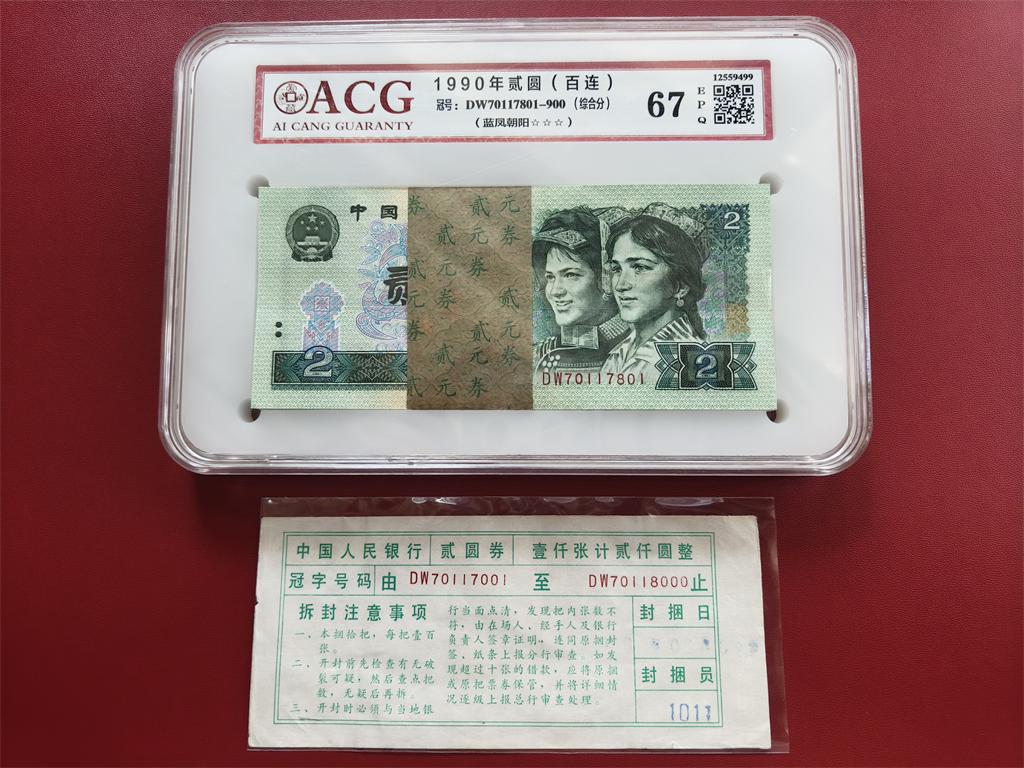 ACG
AI CANG GUARANTY
1990年贰圆(百连)
冠号: DW70117801-900 (综合分)
(蓝凤朝阳☆☆☆)
67
EPQ
12559499
中国
贰
2
2
2
券 贰元
贰元券
贰元券
元券 贰
券 贰元券
贰元
贰元券
DW70117801
中国人民银行 贰圆券 壹仟张计贰仟圆整
冠字号码 由 DW70117001 至 DW70118000 止
拆封注意事项
一、本捆拾把,每把壹百
张。
二、开封前先检查有无破
裂可疑,然后查点把
数,无疑后再拆。
三、开封时必须与当地银
行当面点清,发现把内张数不
符,由在场人、经手人及银行
负责人签章证明,连同原捆封
签、纸条上报分行审查。如发
现超过十张的借款,应将原捆
或原把票券保管,并将详细情
况逐级上报总行审查处理。
封捆日
封捆员
1011